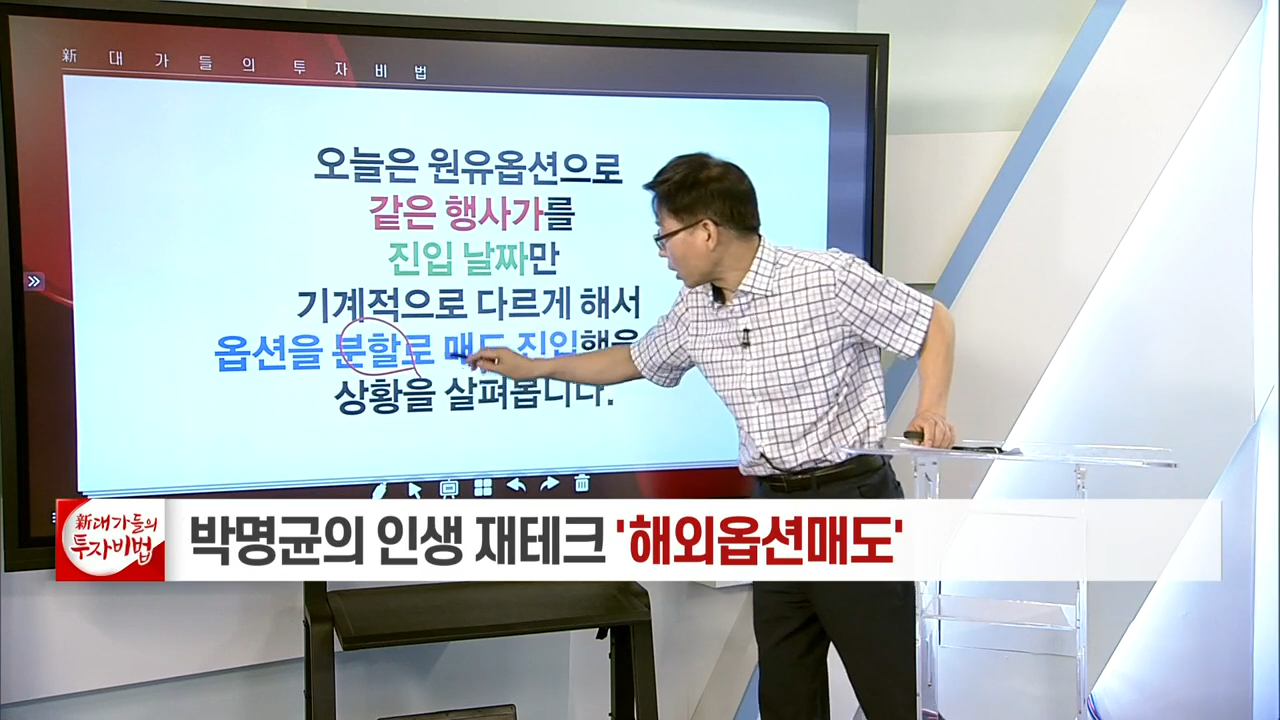 新 대 가 들 의 투 자 비 법
오늘은 원유옵션으로
같은 행사가를
진입 날짜만
기계적으로 다르게 해서
옵션을 분할로 매도 진입했을
상황을 살펴봅니다.
新대가들의
투자비법
박명균의 인생 재테크 '해외옵션매도'